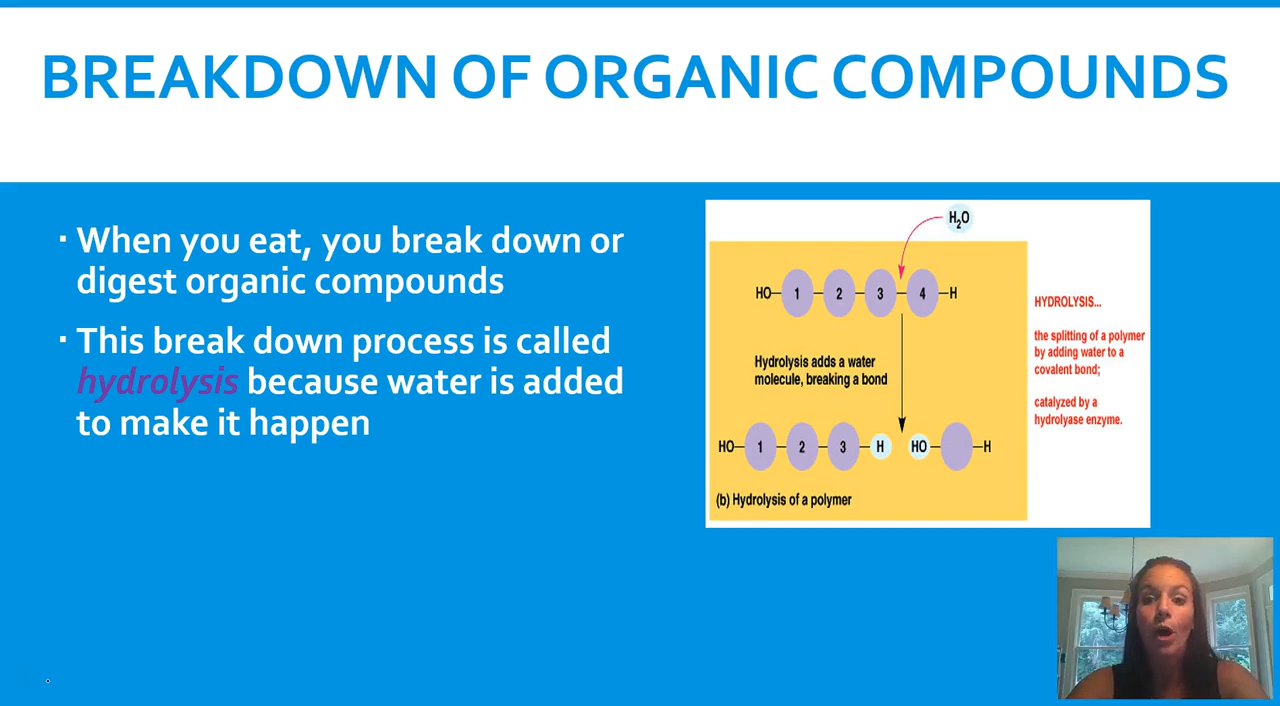 BREAKDOWN OF ORGANIC COMPOUNDS
· When you eat, you break down or
digest organic compounds
· This break down process is called
hydrolysis because water is added
to make it happen
H₂O
HO 1 2 3 4 H
Hydrolysis adds a water
molecule, breaking a bond
HO 1 2 3 H HO H
(b) Hydrolysis of a polymer
HYDROLYSIS...
the splitting of a polymer
by adding water to a
covalent bond;
catalyzed by a
hydrolyase enzyme.